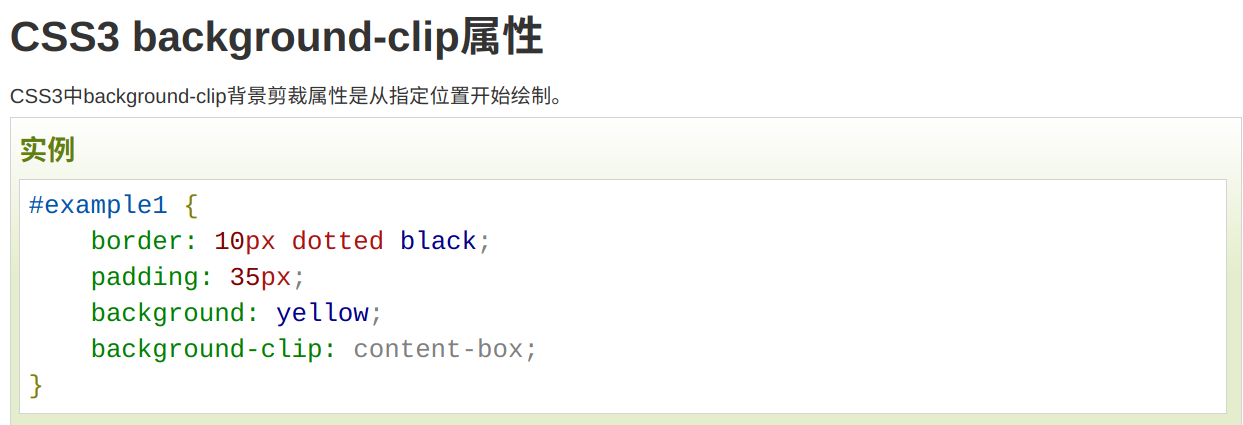 CSS3 background-clip属性
CSS3中background-clip背景剪裁属性是从指定位置开始绘制。
实例
#example1 {
    border: 10px dotted black;
    padding: 35px;
    background: yellow;
    background-clip: content-box;
}